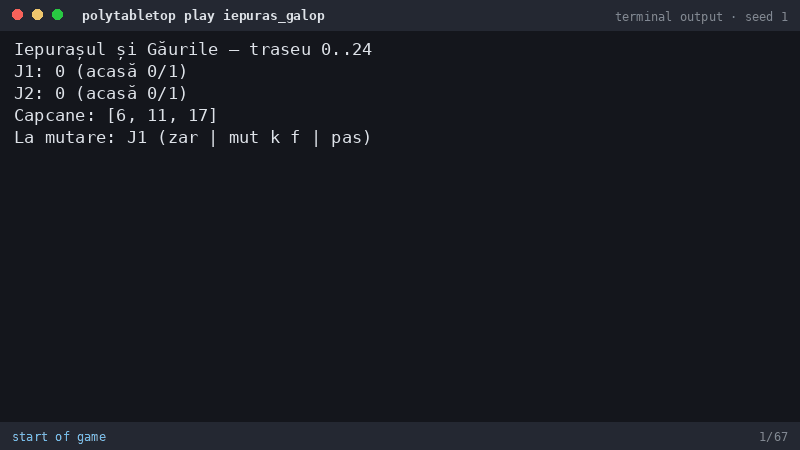 polytabletop play iepuras_galop
terminal output · seed 1
Iepurașul și Găurile — traseu 0..24
J1: 0 (acasă 0/1)
J2: 0 (acasă 0/1)
Capcane: [6, 11, 17]
La mutare: J1 (zar | mut k f | pas)
start of game
1/67